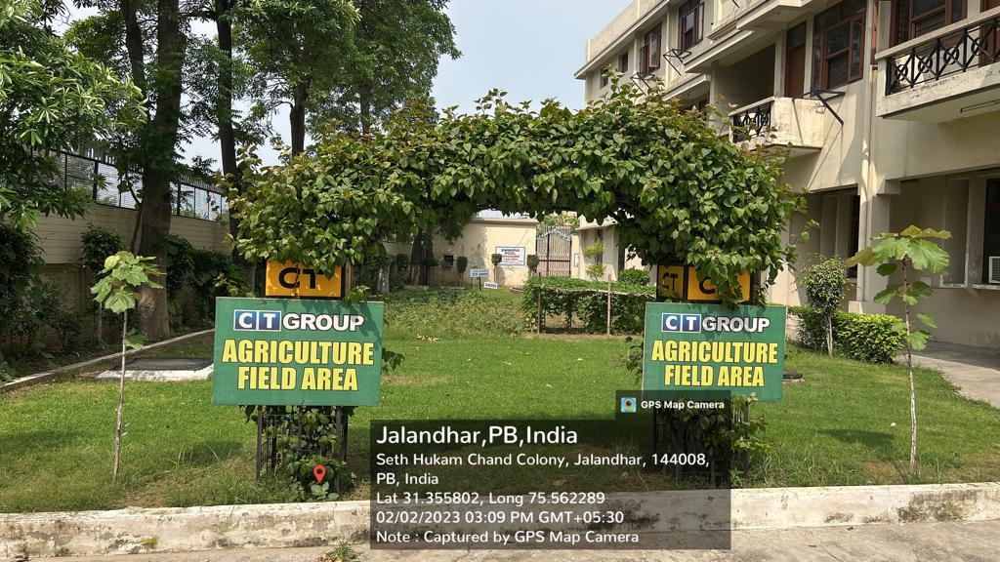 CT
CT GROUP
AGRICULTURE
FIELD AREA
CT
C
CT GROUP
AGRICULTURE
FIELD AREA
SWIMMING
POOL
GPS Map Camera
Jalandhar,PB,India
Seth Hukam Chand Colony, Jalandhar, 144008,
PB, India
Lat 31.355802, Long 75.562289
02/02/2023 03:09 PM GMT+05:30
Note : Captured by GPS Map Camera